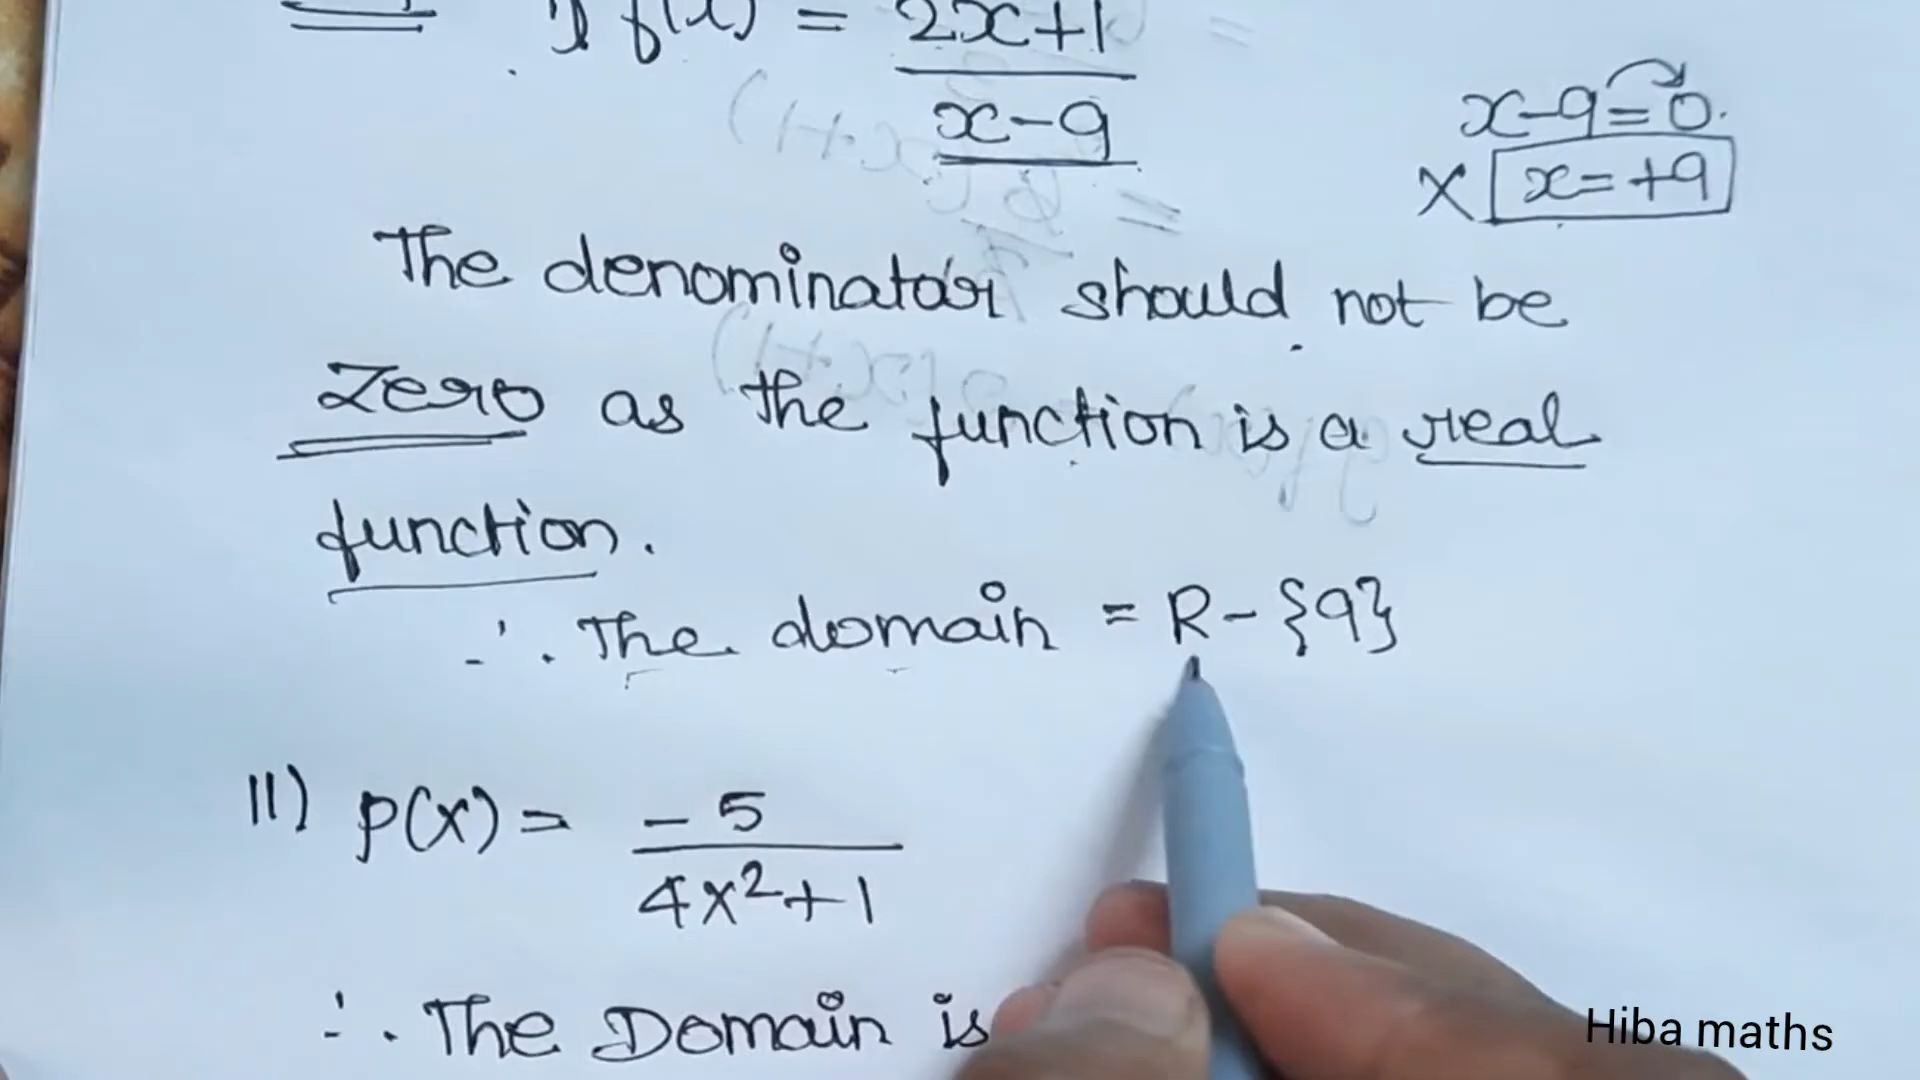 f(x) = 2x+1
x-9
x-9=0.
X x=+9
The denominator should not be
Zero as the function is a real
function.
∴ The domain = R-{9}
II) p(x) = -5
4x²+1
∴ The Domain is
Hiba maths